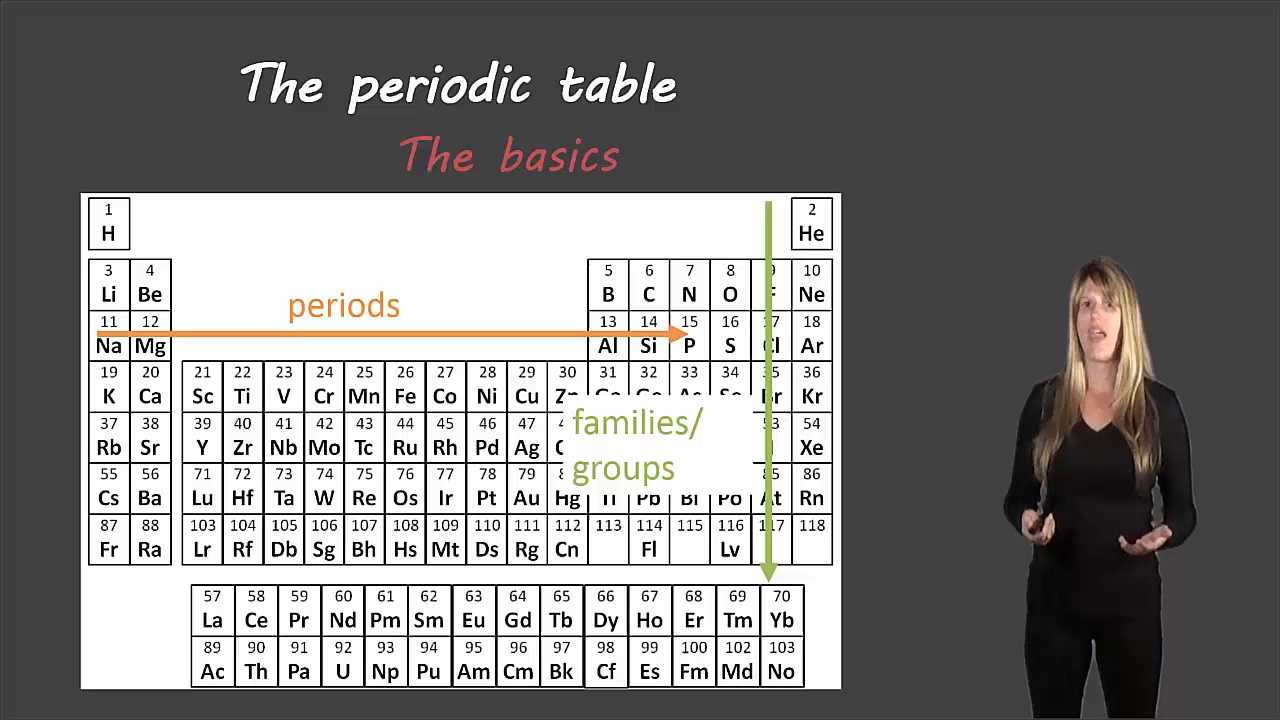 The periodic table
The basics
1 2
H He
3 4 5 6 7 8 9 10
Li Be B C N O F Ne
periods
11 12 13 14 15 16 17 18
Na Mg Al Si P S Cl Ar
19 20 21 22 23 24 25 26 27 28 29 30 31 32 33 34 35 36
K Ca Sc Ti V Cr Mn Fe Co Ni Cu Zn Ga Ge As Se Br Kr
families/
37 38 39 40 41 42 43 44 45 46 47 53 54
Rb Sr Y Zr Nb Mo Tc Ru Rh Pd Ag I Xe
groups
55 56 71 72 73 74 75 76 77 78 79 85 86
Cs Ba Lu Hf Ta W Re Os Ir Pt Au Hg Tl Pb Bi Po At Rn
87 88 103 104 105 106 107 108 109 110 111 112 113 114 115 116 117 118
Fr Ra Lr Rf Db Sg Bh Hs Mt Ds Rg Cn Fl Lv
57 58 59 60 61 62 63 64 65 66 67 68 69 70
La Ce Pr Nd Pm Sm Eu Gd Tb Dy Ho Er Tm Yb
89 90 91 92 93 94 95 96 97 98 99 100 102 103
Ac Th Pa U Np Pu Am Cm Bk Cf Es Fm Md No